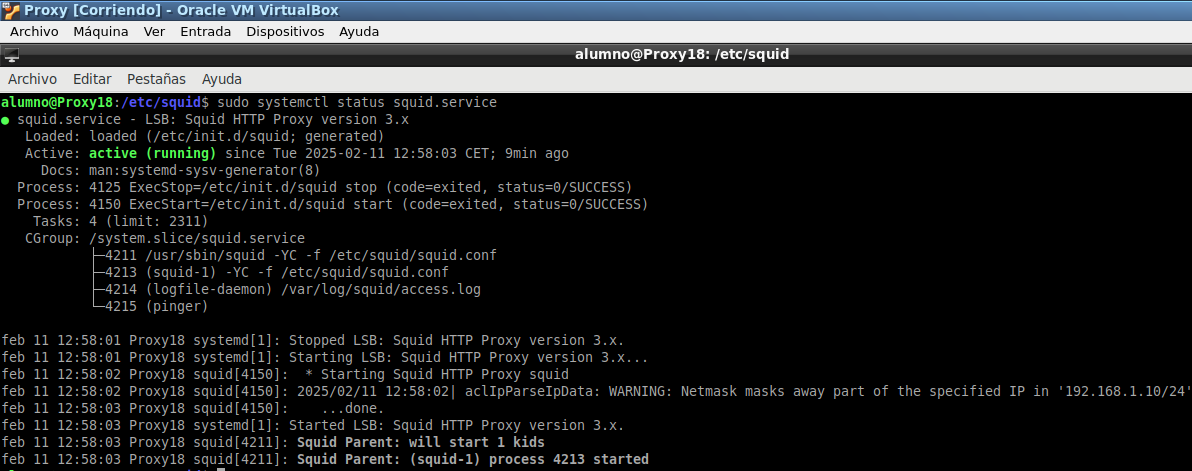 Proxy [Corriendo] - Oracle VM VirtualBox
Archivo Máquina Ver Entrada Dispositivos Ayuda
alumno@Proxy18: /etc/squid
Archivo Editar Pestañas Ayuda
alumno@Proxy18:/etc/squid$ sudo systemctl status squid.service
● squid.service - LSB: Squid HTTP Proxy version 3.x
Loaded: loaded (/etc/init.d/squid; generated)
Active: active (running) since Tue 2025-02-11 12:58:03 CET; 9min ago
Docs: man:systemd-sysv-generator(8)
Process: 4125 ExecStop=/etc/init.d/squid stop (code=exited, status=0/SUCCESS)
Process: 4150 ExecStart=/etc/init.d/squid start (code=exited, status=0/SUCCESS)
Tasks: 4 (limit: 2311)
CGroup: /system.slice/squid.service
├─4211 /usr/sbin/squid -YC -f /etc/squid/squid.conf
├─4213 (squid-1) -YC -f /etc/squid/squid.conf
├─4214 (logfile-daemon) /var/log/squid/access.log
└─4215 (pinger)
feb 11 12:58:01 Proxy18 systemd[1]: Stopped LSB: Squid HTTP Proxy version 3.x.
feb 11 12:58:01 Proxy18 systemd[1]: Starting LSB: Squid HTTP Proxy version 3.x...
feb 11 12:58:02 Proxy18 squid[4150]:  * Starting Squid HTTP Proxy squid
feb 11 12:58:02 Proxy18 squid[4150]: 2025/02/11 12:58:02| aclIpParseIpData: WARNING: Netmask masks away part of the specified IP in '192.168.1.10/24'
feb 11 12:58:03 Proxy18 squid[4150]:    ...done.
feb 11 12:58:03 Proxy18 systemd[1]: Started LSB: Squid HTTP Proxy version 3.x.
feb 11 12:58:03 Proxy18 squid[4211]: Squid Parent: will start 1 kids
feb 11 12:58:03 Proxy18 squid[4211]: Squid Parent: (squid-1) process 4213 started